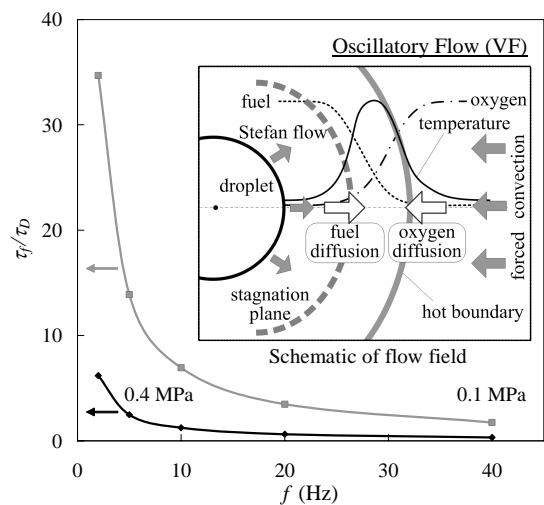 Oscillatory Flow (VF)
fuel
oxygen
temperature
Stefan flow
droplet
fuel
diffusion
oxygen
diffusion
forced convection
stagnation
plane
hot boundary
Schematic of flow field
0.4 MPa
0.1 MPa
40
30
20
10
0
τf/τD
0
10
20
30
40
f (Hz)